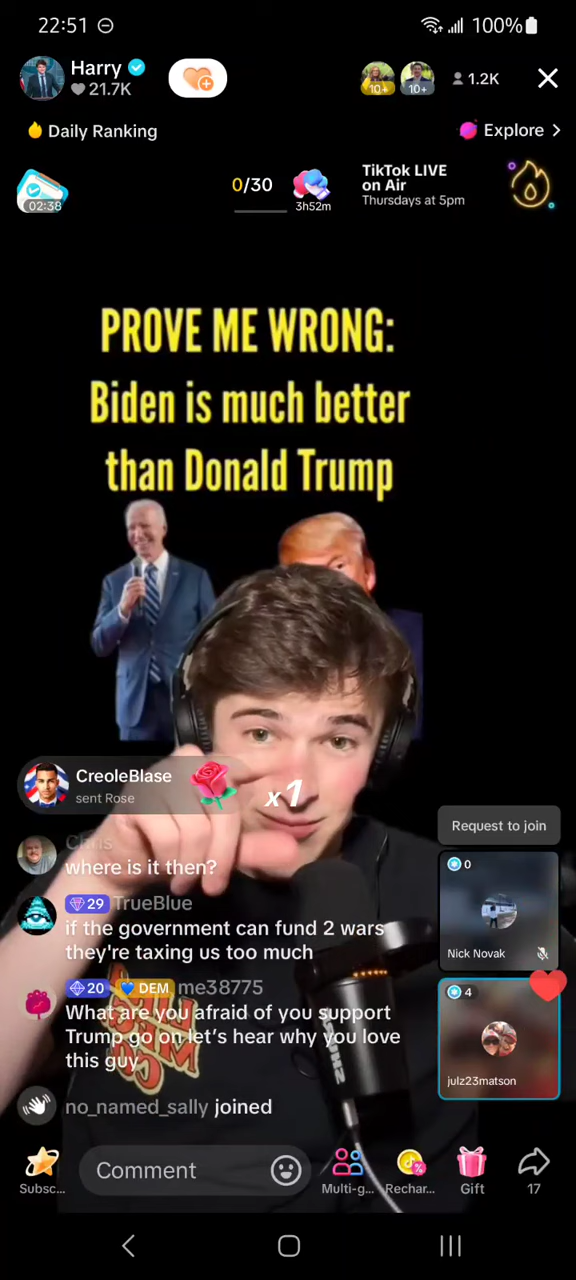 22:51
100%
Harry
21.7K
10+
10+
1.2K
Daily Ranking
Explore >
02:38
0/30
3h52m
TikTok LIVE
on Air
Thursdays at 5pm
PROVE ME WRONG:
Biden is much better
than Donald Trump
CreoleBlase
sent Rose
x1
Request to join
Chris
where is it then?
0
Nick Novak
29 TrueBlue
if the government can fund 2 wars
they're taxing us too much
20 DEM me38775
What are you afraid of you support
Trump go on let's hear why you love
this guy
4
julz23matson
no_named_sally joined
Subsc...
Comment
Multi-g...
Rechar...
Gift
17